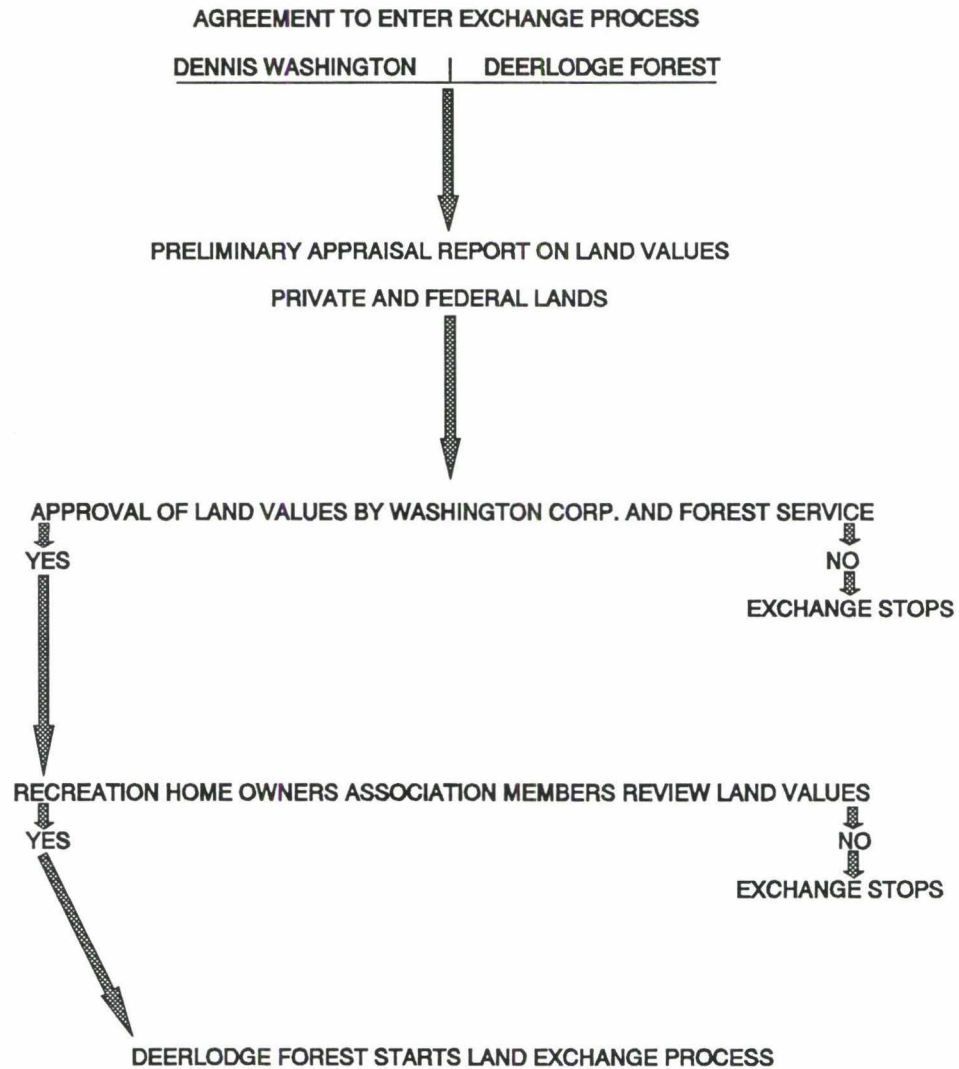 AGREEMENT TO ENTER EXCHANGE PROCESS
DENNIS WASHINGTON | DEERLODGE FOREST
PRELIMINARY APPRAISAL REPORT ON LAND VALUES
PRIVATE AND FEDERAL LANDS
APPROVAL OF LAND VALUES BY WASHINGTON CORP. AND FOREST SERVICE
YES NO
EXCHANGE STOPS
RECREATION HOME OWNERS ASSOCIATION MEMBERS REVIEW LAND VALUES
YES NO
EXCHANGE STOPS
DEERLODGE FOREST STARTS LAND EXCHANGE PROCESS